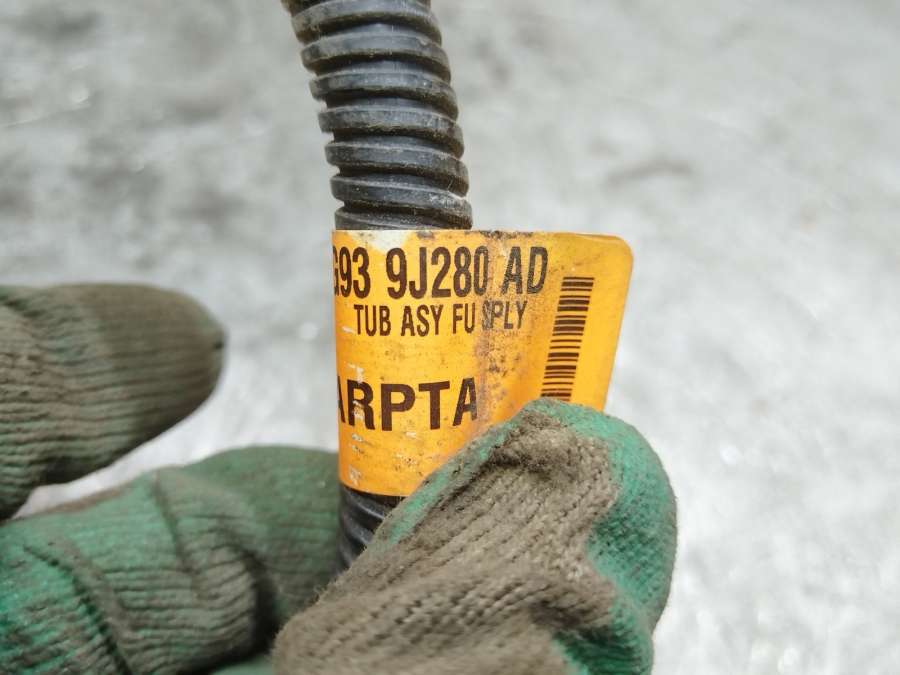 G93 9J280 AD
TUB ASY FU SPLY
ARPTA